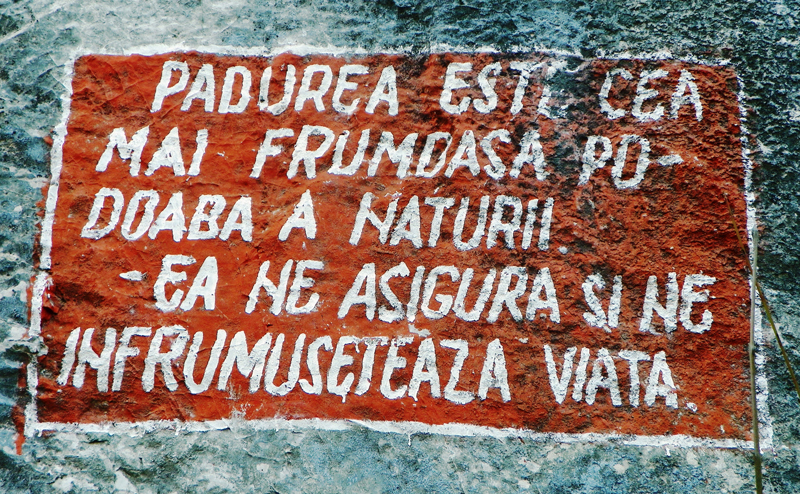 PADUREA ESTE CEA
MAI FRUMOASA PO-
DOABA A NATURII.
-EA NE ASIGURA SI NE
INFRUMUSETEAZA VIATA.